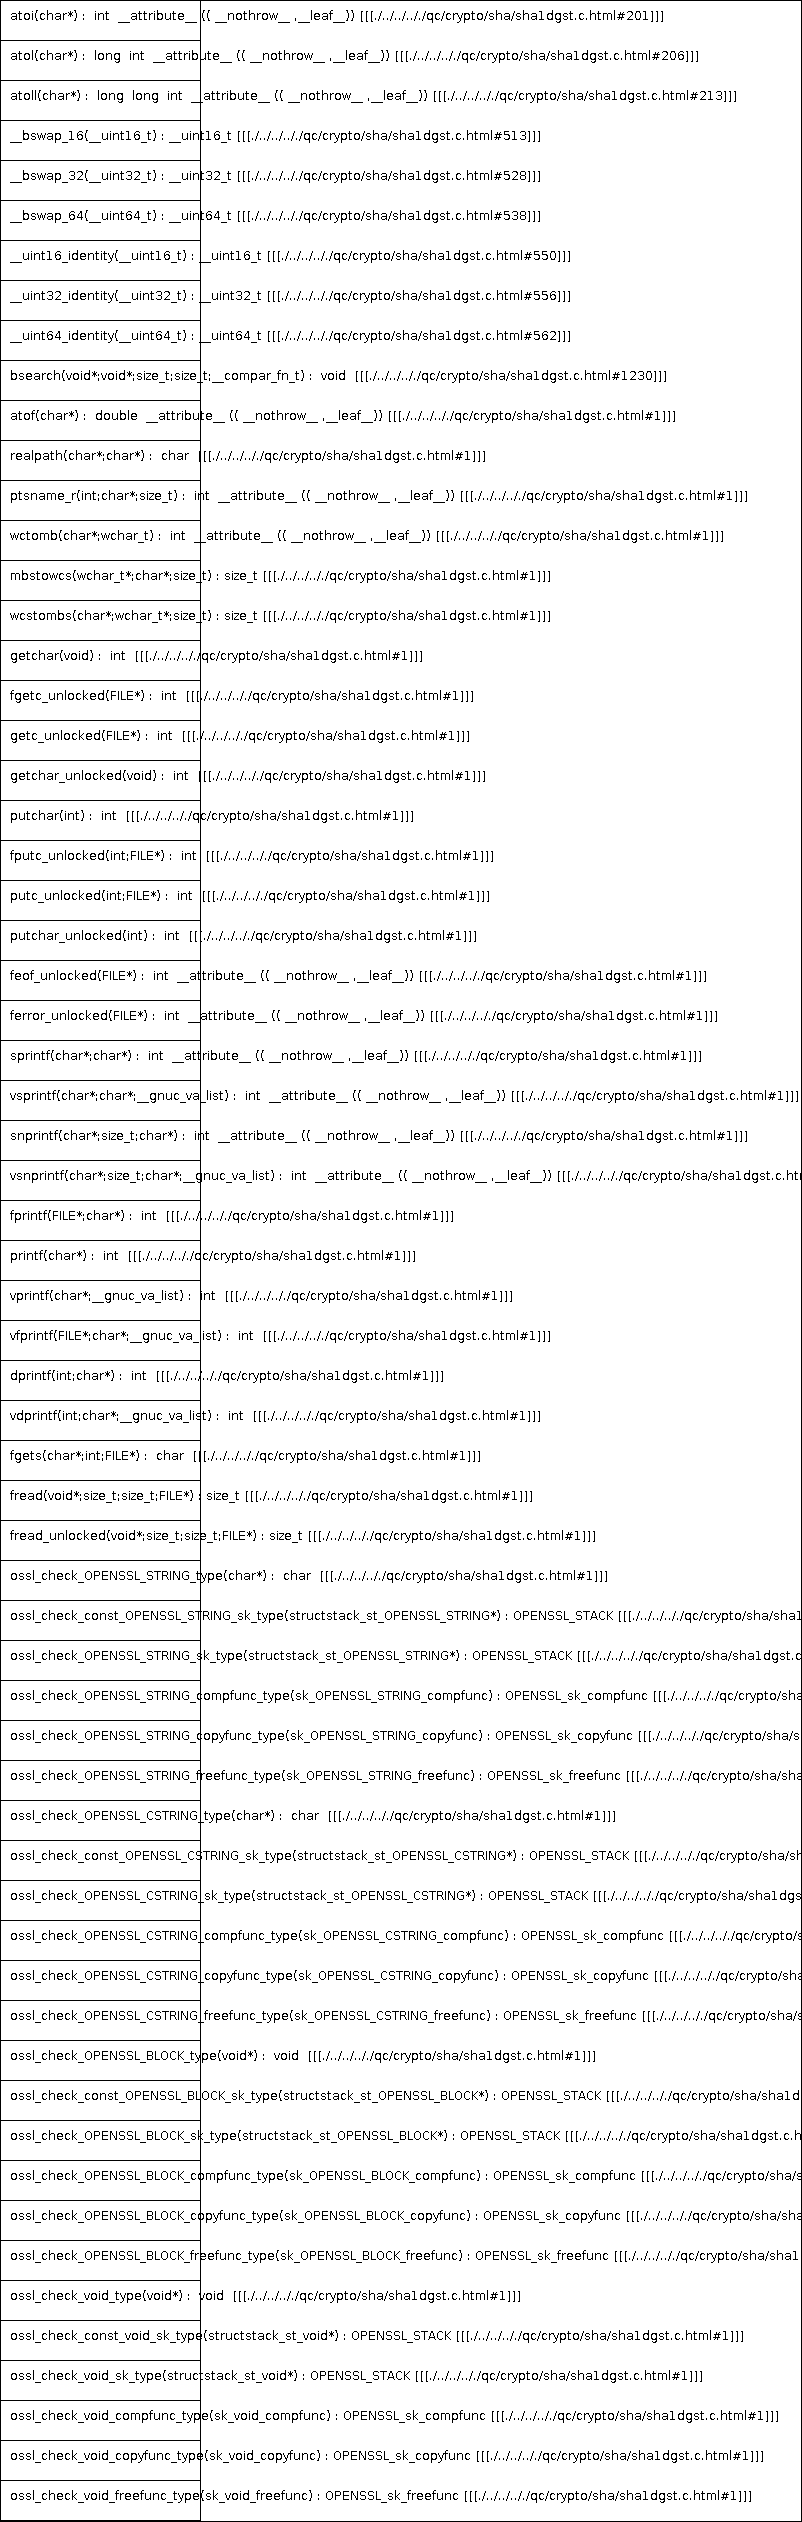 atoi(char*) :  int  __attribute__ (( __nothrow__ ,__leaf__)) [[[./../../.././qc/crypto/sha/sha1dgst.c.html#201]]]
atol(char*) :  long  int  __attribute__ (( __nothrow__ ,__leaf__)) [[[./../../.././qc/crypto/sha/sha1dgst.c.html#206]]]
atoll(char*) :  long  long  int  __attribute__ (( __nothrow__ ,__leaf__)) [[[./../../.././qc/crypto/sha/sha1dgst.c.html#213]]]
__bswap_16(__uint16_t) : __uint16_t [[[./../../.././qc/crypto/sha/sha1dgst.c.html#513]]]
__bswap_32(__uint32_t) : __uint32_t [[[./../../.././qc/crypto/sha/sha1dgst.c.html#528]]]
__bswap_64(__uint64_t) : __uint64_t [[[./../../.././qc/crypto/sha/sha1dgst.c.html#538]]]
__uint16_identity(__uint16_t) : __uint16_t [[[./../../.././qc/crypto/sha/sha1dgst.c.html#550]]]
__uint32_identity(__uint32_t) : __uint32_t [[[./../../.././qc/crypto/sha/sha1dgst.c.html#556]]]
__uint64_identity(__uint64_t) : __uint64_t [[[./../../.././qc/crypto/sha/sha1dgst.c.html#562]]]
bsearch(void*;void*;size_t;size_t;__compar_fn_t) :  void  [[[./../../.././qc/crypto/sha/sha1dgst.c.html#1230]]]
atof(char*) :  double  __attribute__ (( __nothrow__ ,__leaf__)) [[[./../../.././qc/crypto/sha/sha1dgst.c.html#1]]]
realpath(char*;char*) :  char  [[[./../../.././qc/crypto/sha/sha1dgst.c.html#1]]]
ptsname_r(int;char*;size_t) :  int  __attribute__ (( __nothrow__ ,__leaf__)) [[[./../../.././qc/crypto/sha/sha1dgst.c.html#1]]]
wctomb(char*;wchar_t) :  int  __attribute__ (( __nothrow__ ,__leaf__)) [[[./../../.././qc/crypto/sha/sha1dgst.c.html#1]]]
mbstowcs(wchar_t*;char*;size_t) : size_t [[[./../../.././qc/crypto/sha/sha1dgst.c.html#1]]]
wcstombs(char*;wchar_t*;size_t) : size_t [[[./../../.././qc/crypto/sha/sha1dgst.c.html#1]]]
getchar(void) :  int  [[[./../../.././qc/crypto/sha/sha1dgst.c.html#1]]]
fgetc_unlocked(FILE*) :  int  [[[./../../.././qc/crypto/sha/sha1dgst.c.html#1]]]
getc_unlocked(FILE*) :  int  [[[./../../.././qc/crypto/sha/sha1dgst.c.html#1]]]
getchar_unlocked(void) :  int  [[[./../../.././qc/crypto/sha/sha1dgst.c.html#1]]]
putchar(int) :  int  [[[./../../.././qc/crypto/sha/sha1dgst.c.html#1]]]
fputc_unlocked(int;FILE*) :  int  [[[./../../.././qc/crypto/sha/sha1dgst.c.html#1]]]
putc_unlocked(int;FILE*) :  int  [[[./../../.././qc/crypto/sha/sha1dgst.c.html#1]]]
putchar_unlocked(int) :  int  [[[./../../.././qc/crypto/sha/sha1dgst.c.html#1]]]
feof_unlocked(FILE*) :  int  __attribute__ (( __nothrow__ ,__leaf__)) [[[./../../.././qc/crypto/sha/sha1dgst.c.html#1]]]
ferror_unlocked(FILE*) :  int  __attribute__ (( __nothrow__ ,__leaf__)) [[[./../../.././qc/crypto/sha/sha1dgst.c.html#1]]]
sprintf(char*;char*) :  int  __attribute__ (( __nothrow__ ,__leaf__)) [[[./../../.././qc/crypto/sha/sha1dgst.c.html#1]]]
vsprintf(char*;char*;__gnuc_va_list) :  int  __attribute__ (( __nothrow__ ,__leaf__)) [[[./../../.././qc/crypto/sha/sha1dgst.c.html#1]]]
snprintf(char*;size_t;char*) :  int  __attribute__ (( __nothrow__ ,__leaf__)) [[[./../../.././qc/crypto/sha/sha1dgst.c.html#1]]]
vsnprintf(char*;size_t;char*;__gnuc_va_list) :  int  __attribute__ (( __nothrow__ ,__leaf__)) [[[./../../.././qc/crypto/sha/sha1dgst.c.ht
fprintf(FILE*;char*) :  int  [[[./../../.././qc/crypto/sha/sha1dgst.c.html#1]]]
printf(char*) :  int  [[[./../../.././qc/crypto/sha/sha1dgst.c.html#1]]]
vprintf(char*;__gnuc_va_list) :  int  [[[./../../.././qc/crypto/sha/sha1dgst.c.html#1]]]
vfprintf(FILE*;char*;__gnuc_va_list) :  int  [[[./../../.././qc/crypto/sha/sha1dgst.c.html#1]]]
dprintf(int;char*) :  int  [[[./../../.././qc/crypto/sha/sha1dgst.c.html#1]]]
vdprintf(int;char*;__gnuc_va_list) :  int  [[[./../../.././qc/crypto/sha/sha1dgst.c.html#1]]]
fgets(char*;int;FILE*) :  char  [[[./../../.././qc/crypto/sha/sha1dgst.c.html#1]]]
fread(void*;size_t;size_t;FILE*) : size_t [[[./../../.././qc/crypto/sha/sha1dgst.c.html#1]]]
fread_unlocked(void*;size_t;size_t;FILE*) : size_t [[[./../../.././qc/crypto/sha/sha1dgst.c.html#1]]]
ossl_check_OPENSSL_STRING_type(char*) :  char  [[[./../../.././qc/crypto/sha/sha1dgst.c.html#1]]]
ossl_check_const_OPENSSL_STRING_sk_type(structstack_st_OPENSSL_STRING*) : OPENSSL_STACK [[[./../../.././qc/crypto/sha/sha1
ossl_check_OPENSSL_STRING_sk_type(structstack_st_OPENSSL_STRING*) : OPENSSL_STACK [[[./../../.././qc/crypto/sha/sha1dgst.c
ossl_check_OPENSSL_STRING_compfunc_type(sk_OPENSSL_STRING_compfunc) : OPENSSL_sk_compfunc [[[./../../.././qc/crypto/sha/sha
ossl_check_OPENSSL_STRING_copyfunc_type(sk_OPENSSL_STRING_copyfunc) : OPENSSL_sk_copyfunc [[[./../../.././qc/crypto/sha/s
ossl_check_OPENSSL_STRING_freefunc_type(sk_OPENSSL_STRING_freefunc) : OPENSSL_sk_freefunc [[[./../../.././qc/crypto/sha/sha
ossl_check_OPENSSL_CSTRING_type(char*) :  char  [[[./../../.././qc/crypto/sha/sha1dgst.c.html#1]]]
ossl_check_const_OPENSSL_CSTRING_sk_type(structstack_st_OPENSSL_CSTRING*) : OPENSSL_STACK [[[./../../.././qc/crypto/sha/sh
ossl_check_OPENSSL_CSTRING_sk_type(structstack_st_OPENSSL_CSTRING*) : OPENSSL_STACK [[[./../../.././qc/crypto/sha/sha1dgs
ossl_check_OPENSSL_CSTRING_compfunc_type(sk_OPENSSL_CSTRING_compfunc) : OPENSSL_sk_compfunc [[[./../../.././qc/crypto/s
ossl_check_OPENSSL_CSTRING_copyfunc_type(sk_OPENSSL_CSTRING_copyfunc) : OPENSSL_sk_copyfunc [[[./../../.././qc/crypto/sha
ossl_check_OPENSSL_CSTRING_freefunc_type(sk_OPENSSL_CSTRING_freefunc) : OPENSSL_sk_freefunc [[[./../../.././qc/crypto/sha/s
ossl_check_OPENSSL_BLOCK_type(void*) :  void  [[[./../../.././qc/crypto/sha/sha1dgst.c.html#1]]]
ossl_check_const_OPENSSL_BLOCK_sk_type(structstack_st_OPENSSL_BLOCK*) : OPENSSL_STACK [[[./../../.././qc/crypto/sha/sha1d
ossl_check_OPENSSL_BLOCK_sk_type(structstack_st_OPENSSL_BLOCK*) : OPENSSL_STACK [[[./../../.././qc/crypto/sha/sha1dgst.c.h
ossl_check_OPENSSL_BLOCK_compfunc_type(sk_OPENSSL_BLOCK_compfunc) : OPENSSL_sk_compfunc [[[./../../.././qc/crypto/sha/s
ossl_check_OPENSSL_BLOCK_copyfunc_type(sk_OPENSSL_BLOCK_copyfunc) : OPENSSL_sk_copyfunc [[[./../../.././qc/crypto/sha/sha
ossl_check_OPENSSL_BLOCK_freefunc_type(sk_OPENSSL_BLOCK_freefunc) : OPENSSL_sk_freefunc [[[./../../.././qc/crypto/sha/sha1
ossl_check_void_type(void*) :  void  [[[./../../.././qc/crypto/sha/sha1dgst.c.html#1]]]
ossl_check_const_void_sk_type(structstack_st_void*) : OPENSSL_STACK [[[./../../.././qc/crypto/sha/sha1dgst.c.html#1]]]
ossl_check_void_sk_type(structstack_st_void*) : OPENSSL_STACK [[[./../../.././qc/crypto/sha/sha1dgst.c.html#1]]]
ossl_check_void_compfunc_type(sk_void_compfunc) : OPENSSL_sk_compfunc [[[./../../.././qc/crypto/sha/sha1dgst.c.html#1]]]
ossl_check_void_copyfunc_type(sk_void_copyfunc) : OPENSSL_sk_copyfunc [[[./../../.././qc/crypto/sha/sha1dgst.c.html#1]]]
ossl_check_void_freefunc_type(sk_void_freefunc) : OPENSSL_sk_freefunc [[[./../../.././qc/crypto/sha/sha1dgst.c.html#1]]]